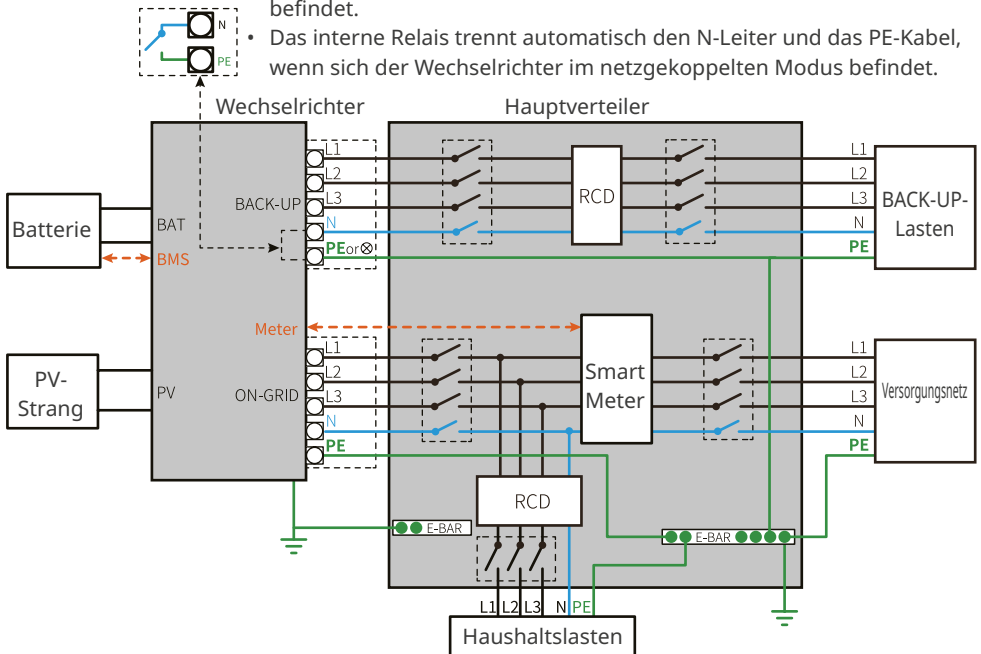 befindet.
N
• Das interne Relais trennt automatisch den N-Leiter und das PE-Kabel,
PE
wenn sich der Wechselrichter im netzgekoppelten Modus befindet.
Wechselrichter
Hauptverteiler
L1
L2
L3
N
PEor⊗
BACK-UP
RCD
L1
L2
L3
N
PE
BACK-UP-
Lasten
Batterie
BAT
BMS
Meter
PV-
Strang
PV
ON-GRID
L1
L2
L3
N
PE
Smart
Meter
L1
L2
L3
N
PE
Versorgungsnetz
RCD
E-BAR
E-BAR
L1 L2 L3 N PE
Haushaltslasten